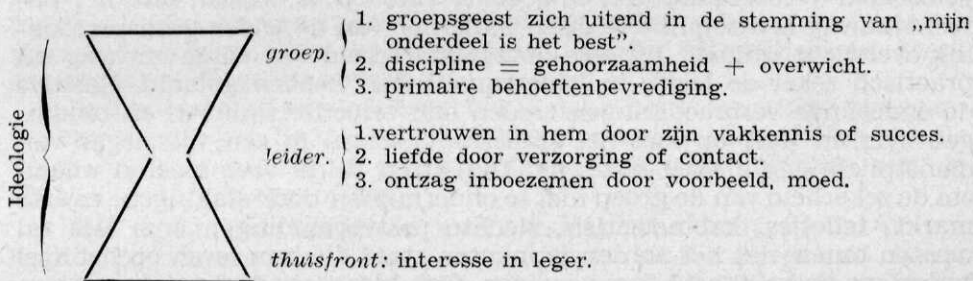 1. groepsgeest zich uitend in de stemming van „mijn
onderdeel is het best”.
groep,
2. discipline = gehoorzaamheid + overwicht.
3. primaire behoeftenbevrediging.
Ideologie
1.vertrouwen in hem door zijn vakkennis of succes.
leider.
2. liefde door verzorging of contact.
3. ontzag inboezemen door voorbeeld, moed.
thuisfront: interesse in leger.